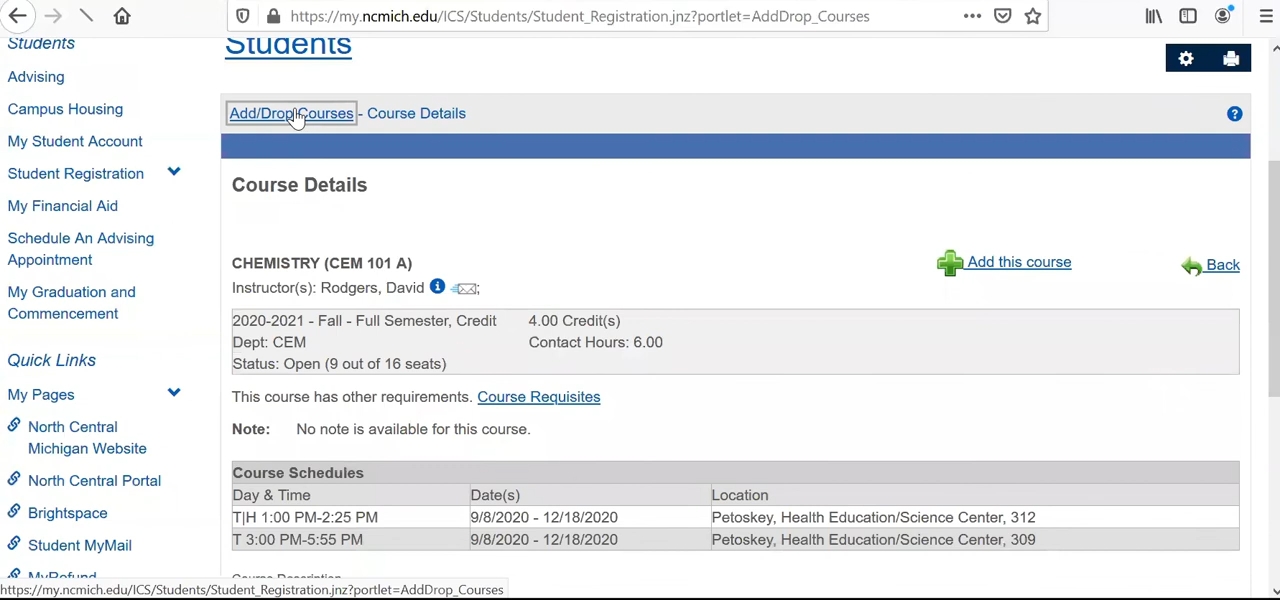 https://my.ncmich.edu/ICS/Students/Student_Registration.jnz?portlet=AddDrop_Courses
Students
Advising
Campus Housing
My Student Account
Student Registration
My Financial Aid
Schedule An Advising
Appointment
My Graduation and
Commencement
Quick Links
My Pages
North Central
Michigan Website
North Central Portal
Brightspace
Student MyMail
MyRefund
Students
Add/Drop Courses - Course Details
Course Details
CHEMISTRY (CEM 101 A)
Add this course
Back
Instructor(s): Rodgers, David
2020-2021 - Fall - Full Semester, Credit 4.00 Credit(s)
Dept: CEM Contact Hours: 6.00
Status: Open (9 out of 16 seats)
This course has other requirements. Course Requisites
Note: No note is available for this course.
Course Schedules
Day & Time Date(s) Location
T|H 1:00 PM-2:25 PM 9/8/2020 - 12/18/2020 Petoskey, Health Education/Science Center, 312
T 3:00 PM-5:55 PM 9/8/2020 - 12/18/2020 Petoskey, Health Education/Science Center, 309
Course Description
https://my.ncmich.edu/ICS/Students/Student_Registration.jnz?portlet=AddDrop_Courses